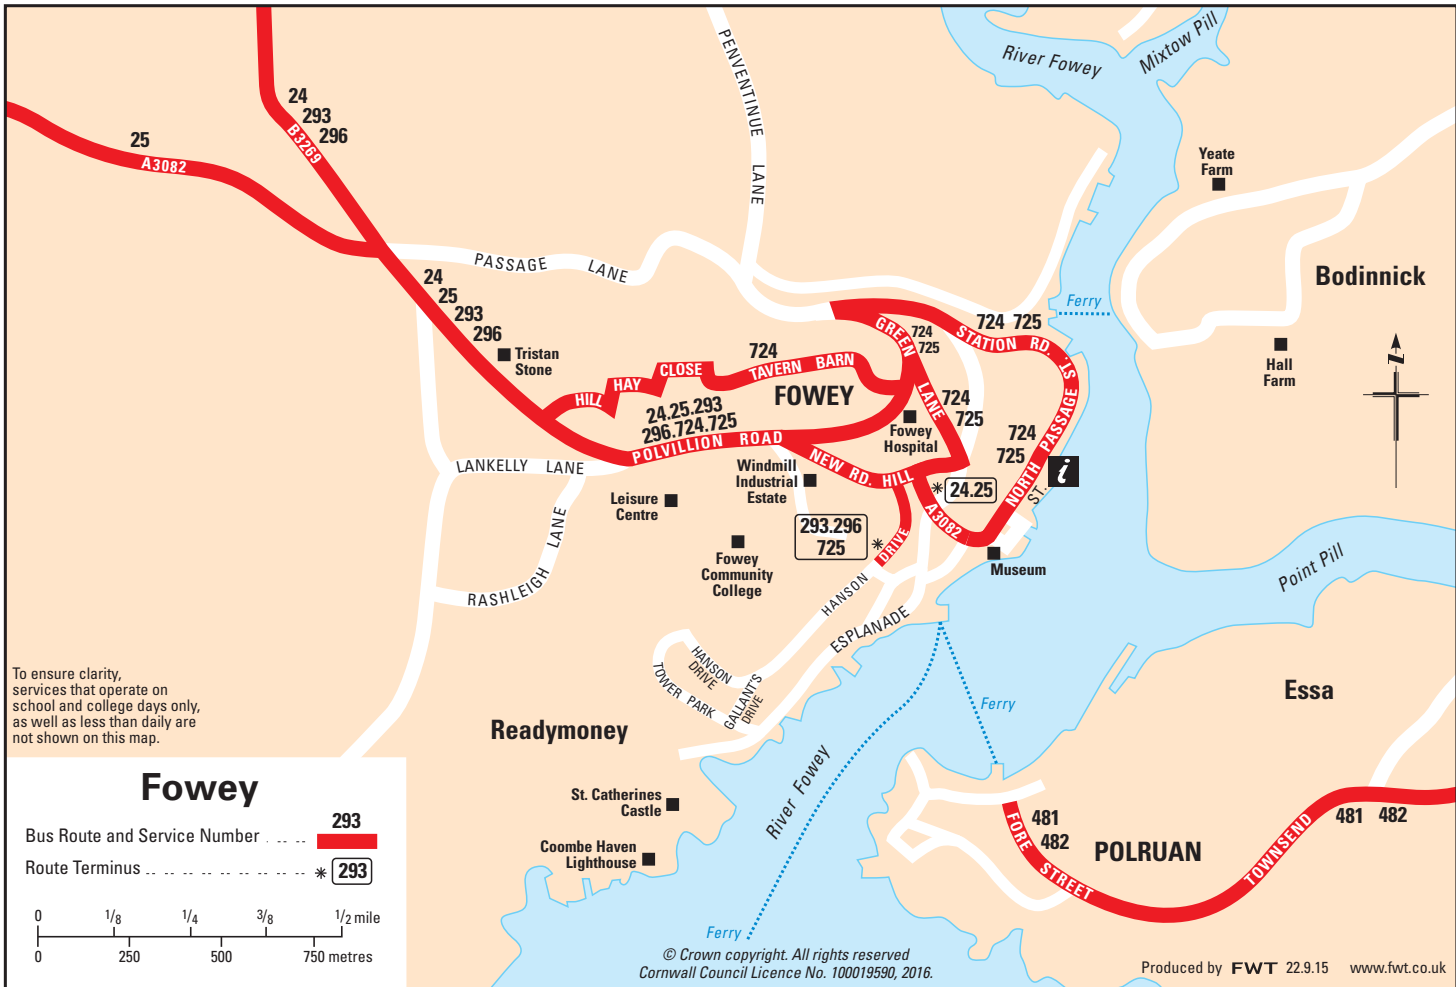 River Fowey
Mixtow Pill
PENVENTINUE LANE
24
293
296
B3269
25
A3082
Yeate
Farm
PASSAGE LANE
Bodinnick
Ferry
24
25
293
296
Tristan
Stone
GREEN LANE
724
725
724 725
STATION RD.
Hall
Farm
724
TAVERN BARN
CLOSE
HAY
HILL
FOWEY
24.25.293
296.724.725
POLVILLION ROAD
724
725
Fowey
Hospital
724
725
NORTH
PASSAGE ST.
ST.
i
LANKELLY LANE
NEW RD. HILL
Windmill
Industrial
Estate
24.25
A3082
Leisure
Centre
293.296
725
DRIVE
HANSON
Museum
Fowey
Community
College
RASHLEIGH LANE
Point Pill
ESPLANADE
HANSON
DRIVE
TOWER PARK
GALLANT'S
DRIVE
To ensure clarity,
services that operate on
school and college days only,
as well as less than daily are
not shown on this map.
Essa
Ferry
Readymoney
River Fowey
St. Catherines
Castle
Coombe Haven
Lighthouse
481
482
FORE STREET
POLRUAN
TOWNSEND
481 482
Ferry
Fowey
Bus Route and Service Number 293
Route Terminus 293
0 1/8 1/4 3/8 1/2 mile
0 250 500 750 metres
© Crown copyright. All rights reserved
Cornwall Council Licence No. 100019590, 2016.
Produced by FWT 22.9.15 www.fwt.co.uk